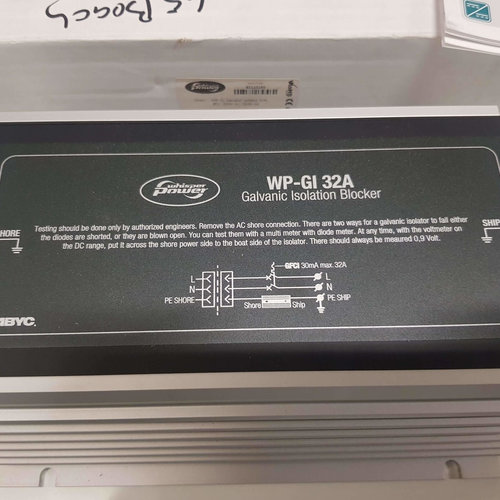 whisper
power
WP-GI 32A
Galvanic Isolation Blocker
SHORE
SHIP
Testing should be done only by authorized engineers. Remove the AC shore connection. There are two ways for a galvanic isolator to fail either
the diodes are shorted, or they are blown open. You can test them with a multi meter with diode meter. At any time, with the voltmeter on
the DC range, put it across the shore power side to the boat side of the isolator. There should always be meaured 0,9 Volt.
GFCI 30mA max. 32A
L
L
N
N
PE SHORE
PE SHIP
Shore
Ship
ABYC.